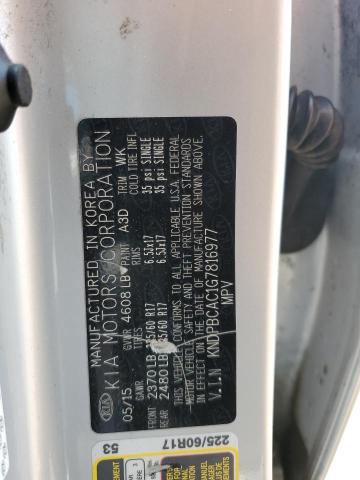 MANUFACTURED IN KOREA BY
KIA KIA MOTORS CORPORATION
05/15 GVWR 4608 LB PAINT A3D TRIM WK
GAWR RIMS COLD TIRE INFL
FRONT 2370 LB 5/60 R17 6.5Jx17 35 psi SINGLE
REAR 2480 LB 5/60 R17 6.5Jx17 35 psi SINGLE
THIS VEHICLE CONFORMS TO ALL APPLICABLE U.S.A. FEDERAL
MOTOR VEHICLE SAFETY AND THEFT PREVENTION STANDARDS
IN EFFECT ON THE DATE OF MANUFACTURE SHOWN ABOVE.
V.I.N KNDPBCAC1G7816977
MPV
53
225/60R17